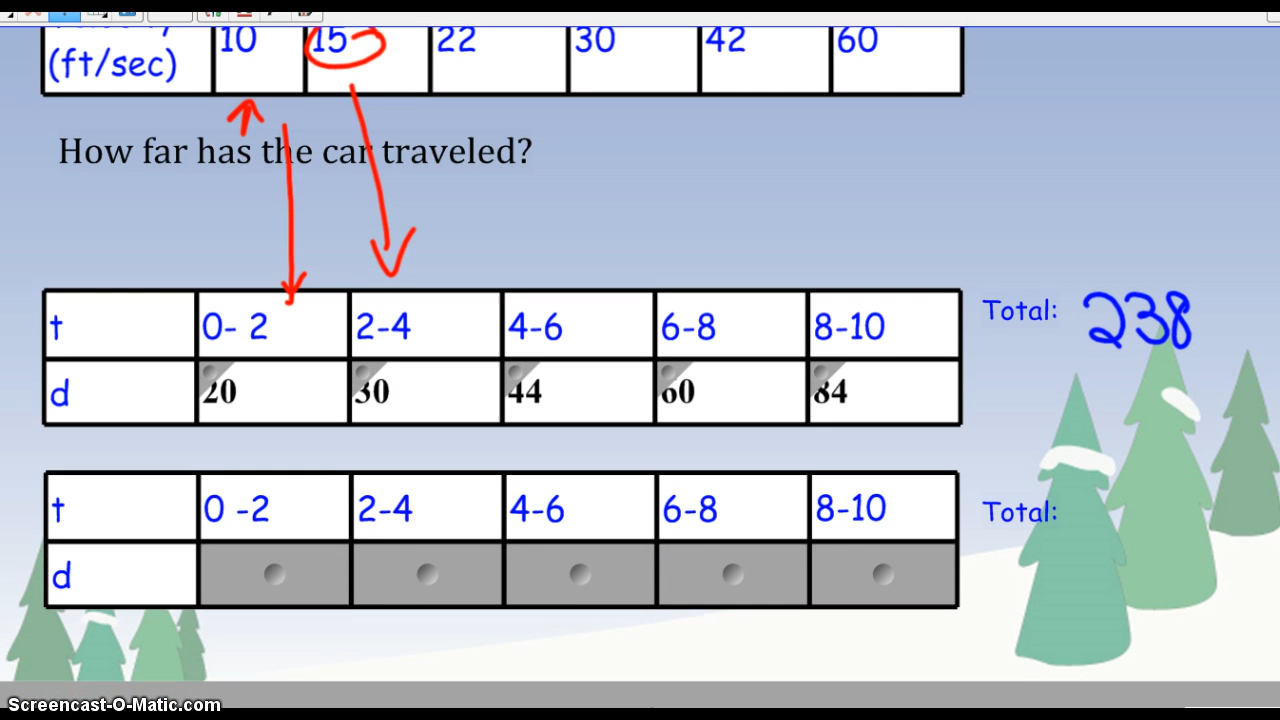 (ft/sec) 10 15 22 30 42 60
How far has the car traveled?
t 0- 2 2-4 4-6 6-8 8-10 Total: 238
d 20 30 44 60 84
t 0 -2 2-4 4-6 6-8 8-10 Total:
d
Screencast-O-Matic.com